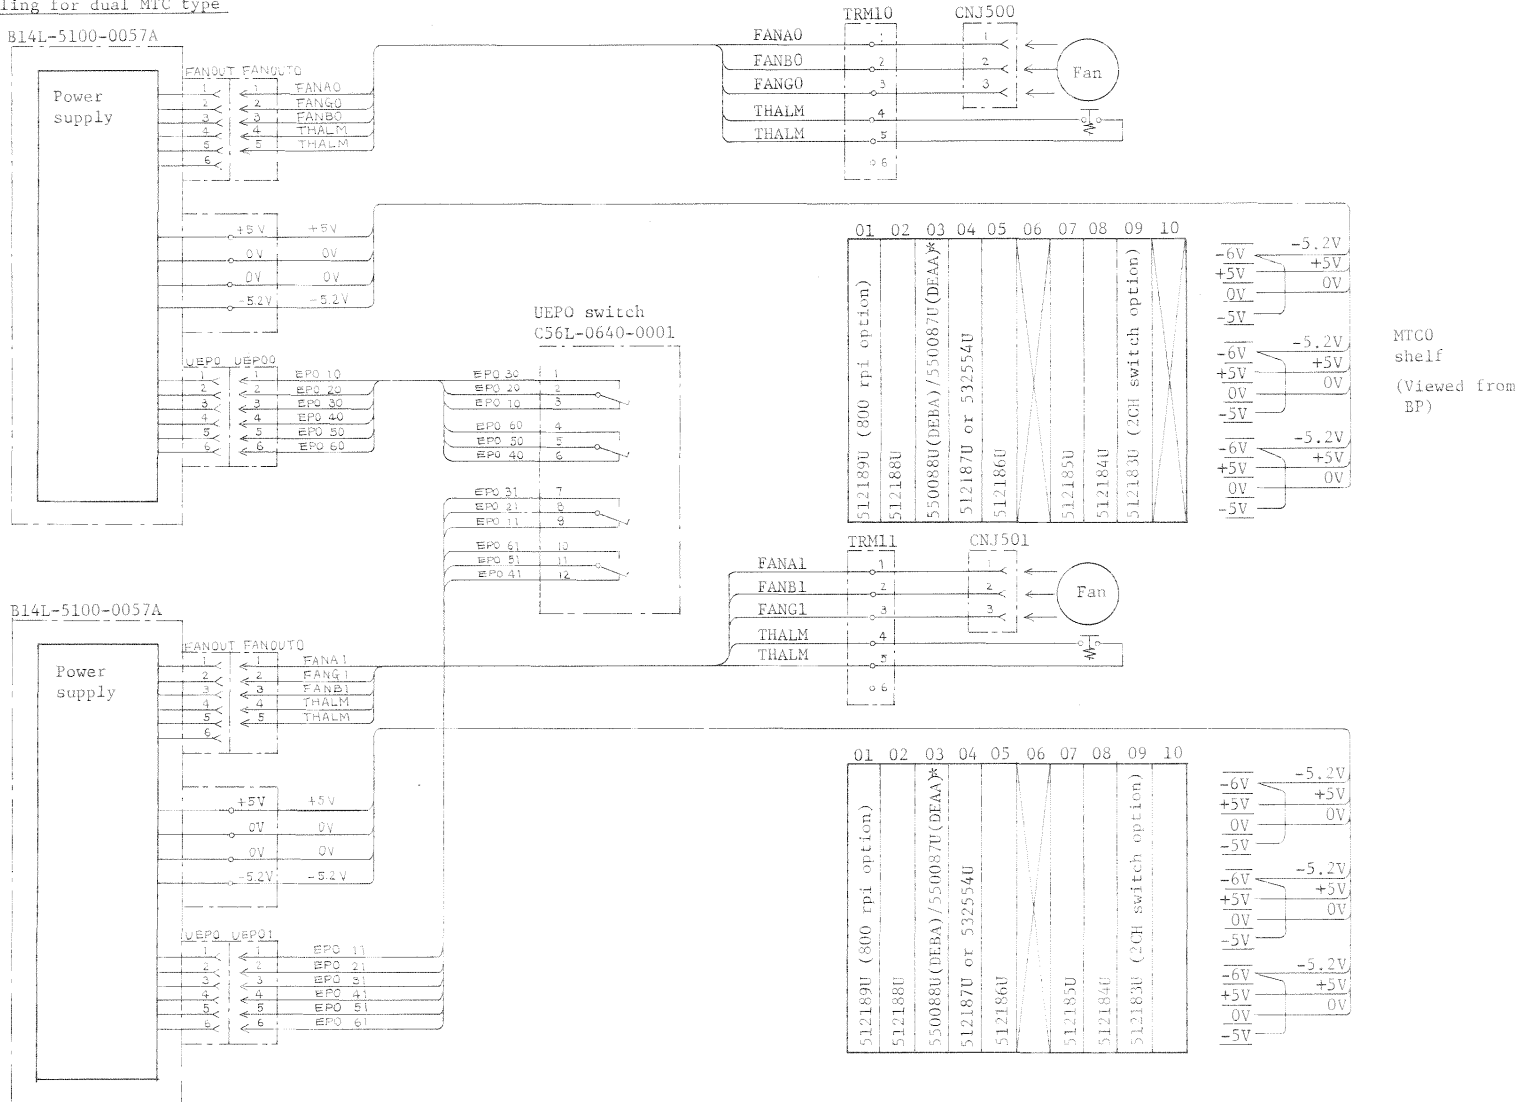 ling for dual MTC type
B14L-5100-0057A
Power
supply
FANOUT FANOUTO
1 1 FANA0
2 2 FANG0
3 3 FANB0
4 4 THALM
5 5 THALM
6
+5V +5V
0V 0V
0V 0V
-5.2V -5.2V
UEPO UEPO0
1 1 EPO 10
2 2 EPO 20
3 3 EPO 30
4 4 EPO 40
5 5 EPO 50
6 6 EPO 60
UEPO switch
C56L-0640-0001
EPO 30 1
EPO 20 2
EPO 10 3
EPO 60 4
EPO 50 5
EPO 40 6
EPO 31 7
EPO 21 8
EPO 11 9
EPO 61 10
EPO 51 11
EPO 41 12
TRM10 CNJ500
FANA0 1 1
FANB0 2 2
FANG0 3 3
THALM 4
THALM 5
6
Fan
01 02 03 04 05 06 07 08 09 10
512189U (800 rpi option)
512188U
550088U(DEBA)/550087U(DEAA)*
512187U or 532554U
512186U
512185U
512184U
512183U (2CH switch option)
-6V -5.2V
+5V +5V
0V 0V
-5V
-6V -5.2V
+5V +5V
0V 0V
-5V
-6V -5.2V
+5V +5V
0V 0V
-5V
MTC0
shelf
(Viewed from
BP)
TRM11 CNJ501
FANA1 1 1
FANB1 2 2
FANG1 3 3
THALM 4
THALM 5
6
Fan
B14L-5100-0057A
Power
supply
FANOUT FANOUTO
1 1 FANA1
2 2 FANG1
3 3 FANB1
4 4 THALM
5 5 THALM
6
+5V +5V
0V 0V
0V 0V
-5.2V -5.2V
UEPO UEPO1
1 1 EPO 11
2 2 EPO 21
3 3 EPO 31
4 4 EPO 41
5 5 EPO 51
6 6 EPO 61
01 02 03 04 05 06 07 08 09 10
512189U (800 rpi option)
512188U
550088U(DEBA)/550087U(DEAA)*
512187U or 532554U
512186U
512185U
512184U
512183U (2CH switch option)
-6V -5.2V
+5V +5V
0V 0V
-5V
-6V -5.2V
+5V +5V
0V 0V
-5V
-6V -5.2V
+5V +5V
0V 0V
-5V